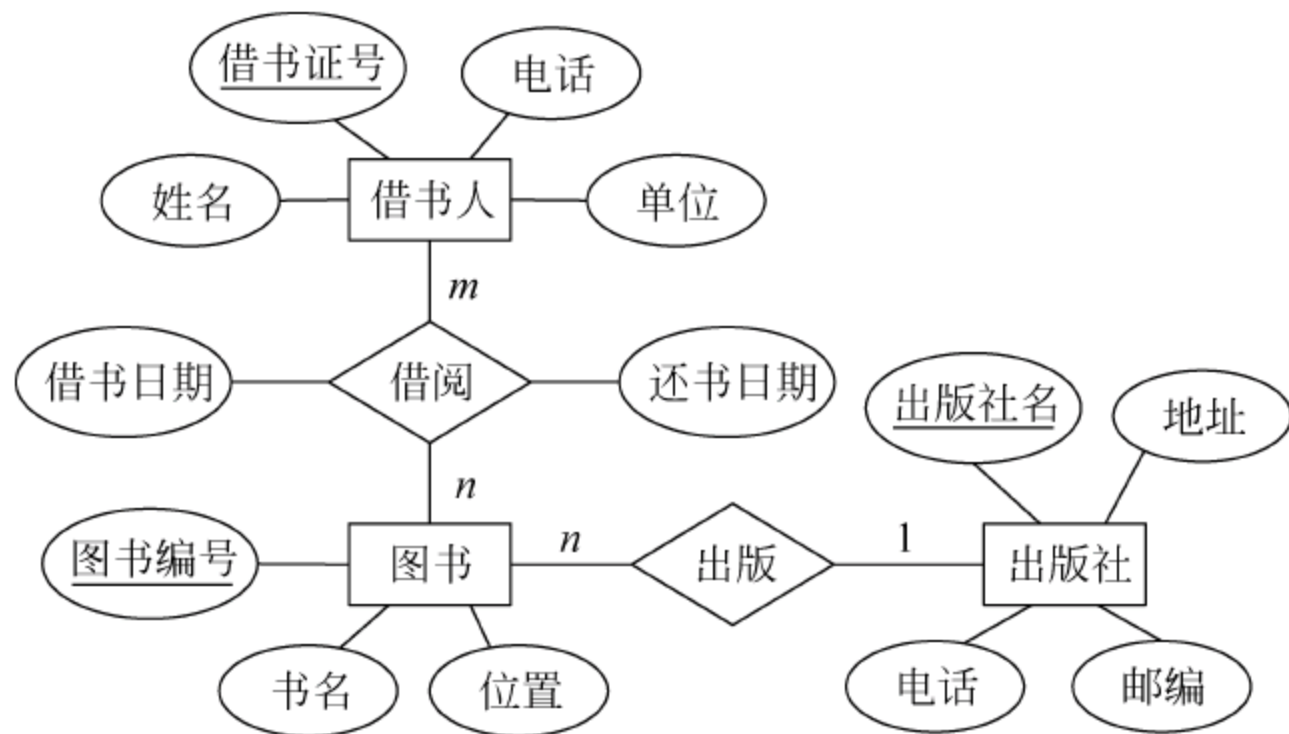 借书证号
电话
姓名
借书人
单位
m
借书日期
借阅
还书日期
出版社名
地址
n
图书编号
图书
n
出版
1
出版社
书名
位置
电话
邮编